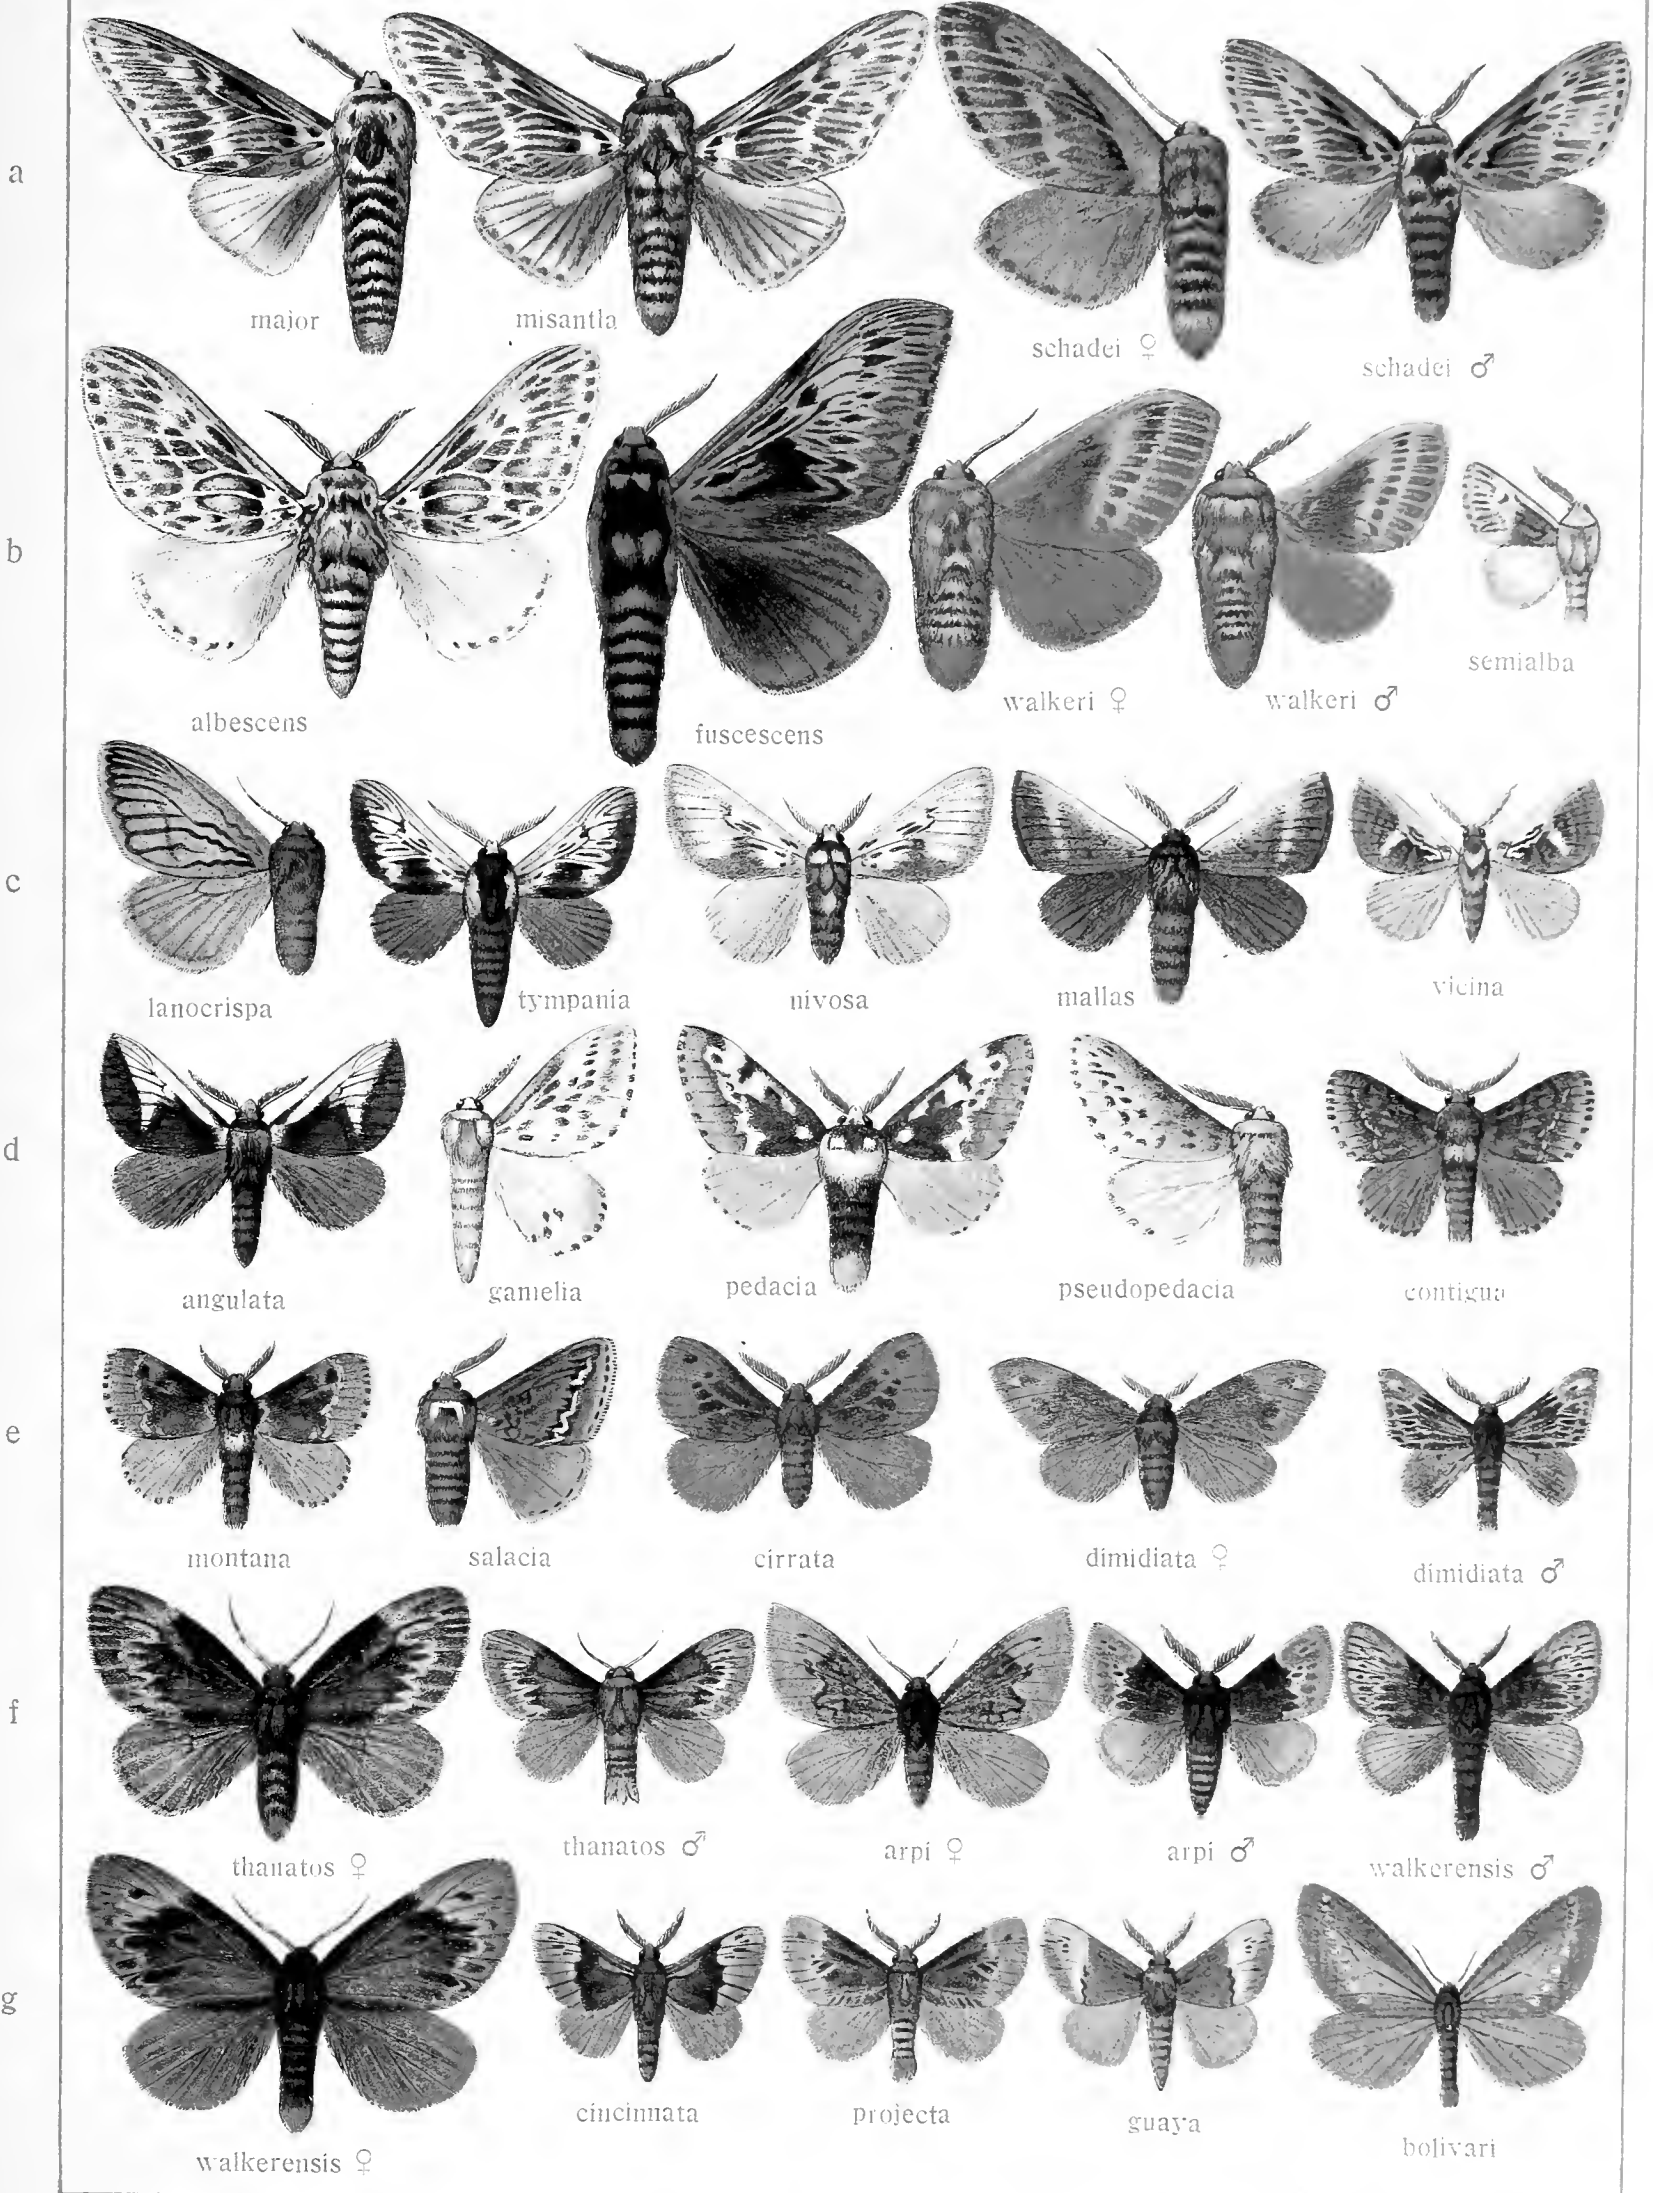 a
major
misantla
schadei ♀
schadei ♂
b
albescens
fuscescens
walkeri ♀
walkeri ♂
semialba
c
lanocrispa
tympania
nivosa
mallas
vicina
d
angulata
gamelia
pedacia
pseudopedacia
contigua
e
montana
salacia
cirrata
dimidiata ♀
dimidiata ♂
f
thanatos ♀
thanatos ♂
arpi ♀
arpi ♂
walkerensis ♂
g
walkerensis ♀
cincinnata
projecta
guaya
bolivari